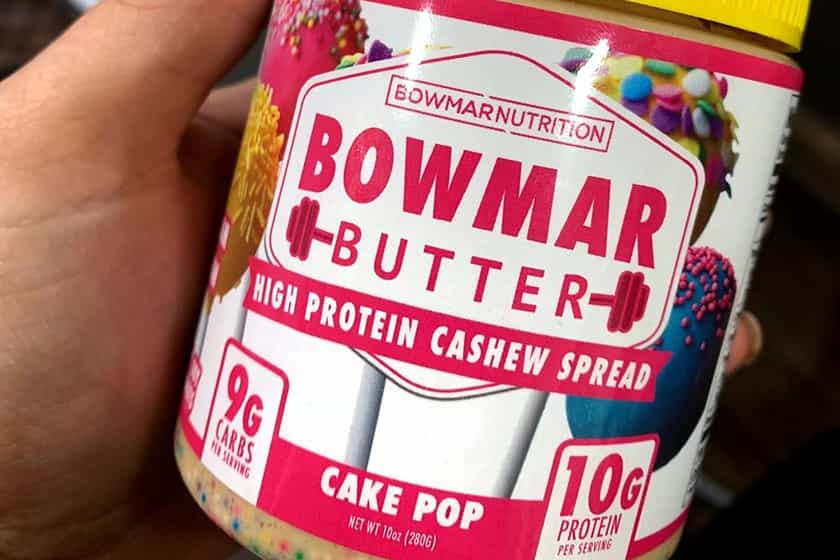 BOWMARNUTRITION
BOWMAR
BUTTER
HIGH PROTEIN CASHEW SPREAD
9G
CARBS
PER SERVING
CAKE POP
NET WT 10oz (280G)
10G
PROTEIN
PER SERVING